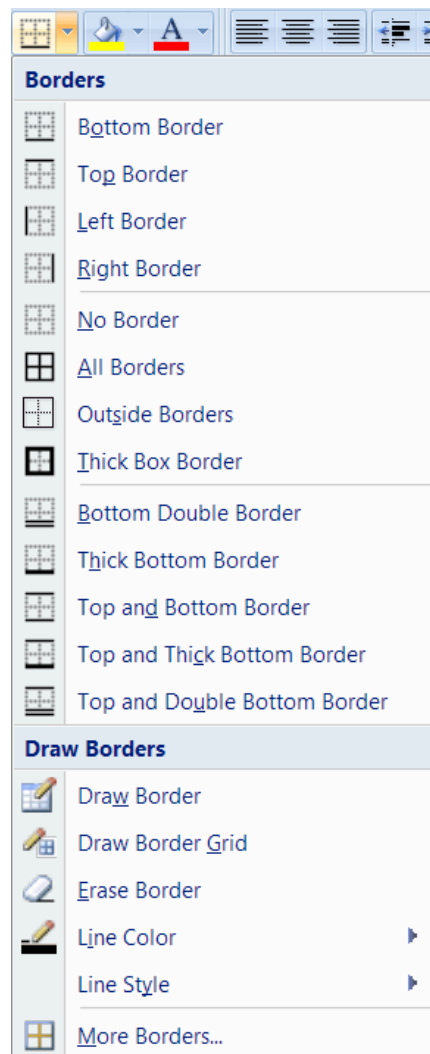 A
Borders
Bottom Border
Top Border
Left Border
Right Border
No Border
All Borders
Outside Borders
Thick Box Border
Bottom Double Border
Thick Bottom Border
Top and Bottom Border
Top and Thick Bottom Border
Top and Double Bottom Border
Draw Borders
Draw Border
Draw Border Grid
Erase Border
Line Color
Line Style
More Borders...